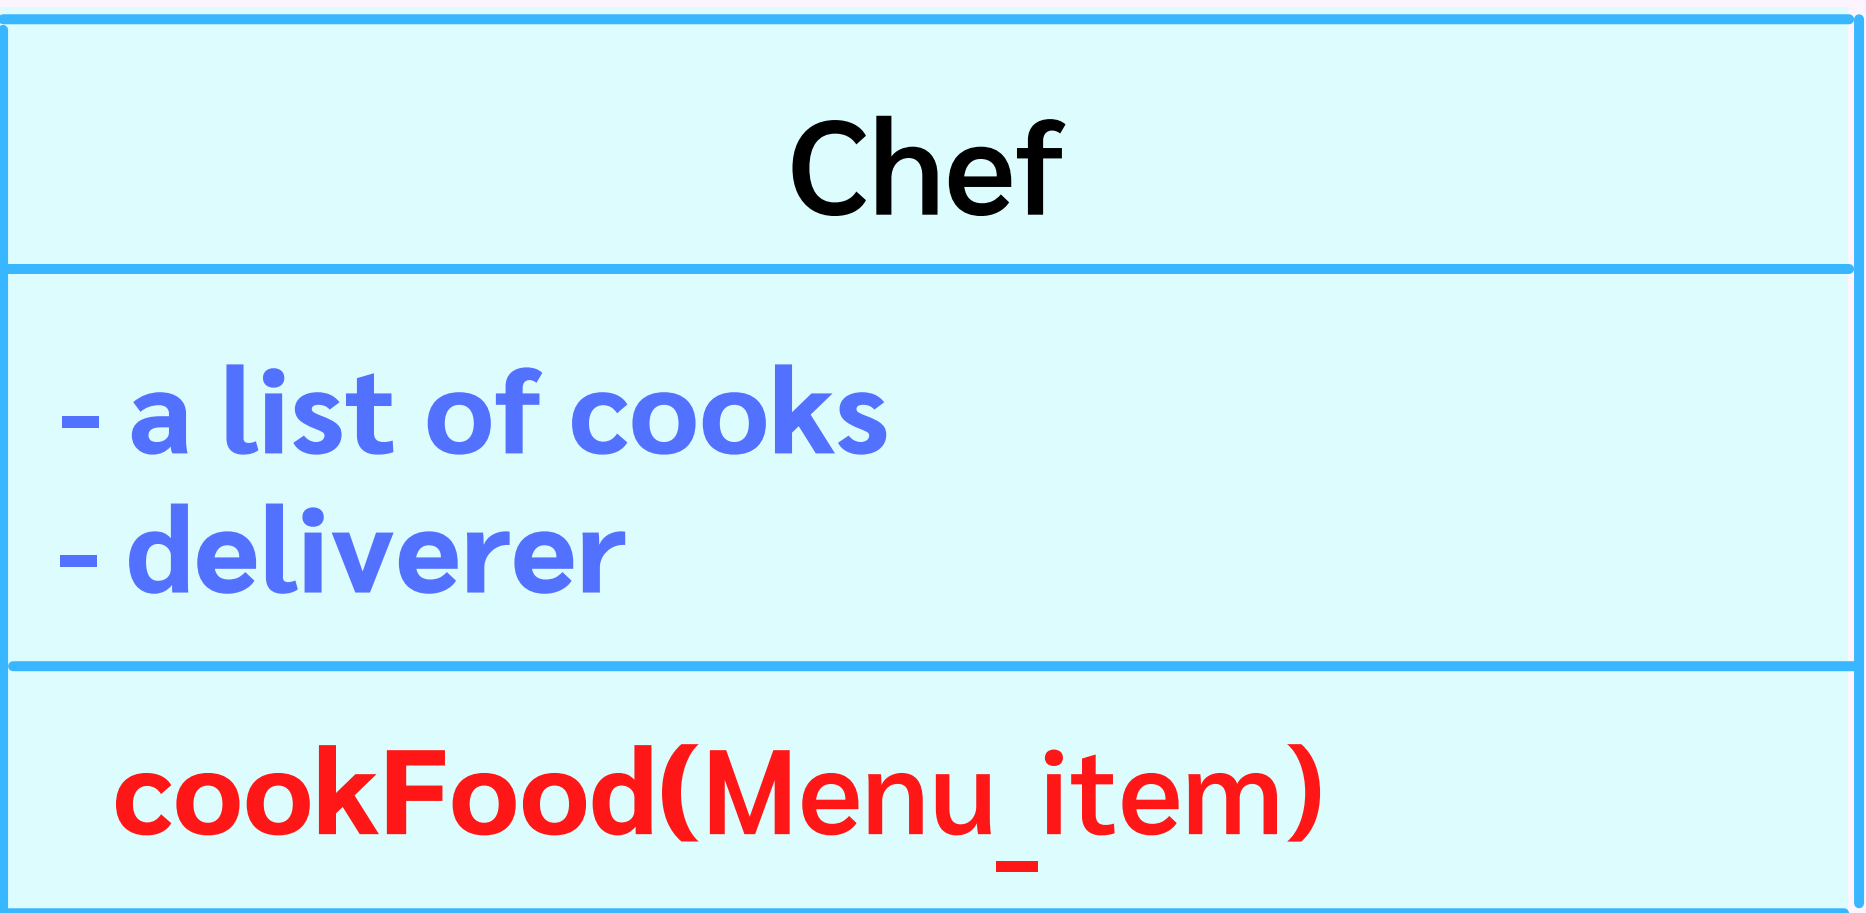 Chef
- a list of cooks
- deliverer
cookFood(Menu_item)